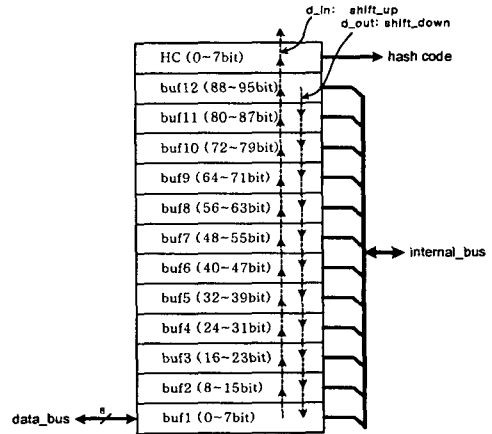 d_in: shift_up
d_out: shift_down
HC (0~7bit)
hash code
buf12 (88~95bit)
buf11 (80~87bit)
buf10 (72~79bit)
buf9 (64~71bit)
buf8 (56~63bit)
buf7 (48~55bit)
internal_bus
buf6 (40~47bit)
buf5 (32~39bit)
buf4 (24~31bit)
buf3 (16~23bit)
buf2 (8~15bit)
8
data_bus
buf1 (0~7bit)